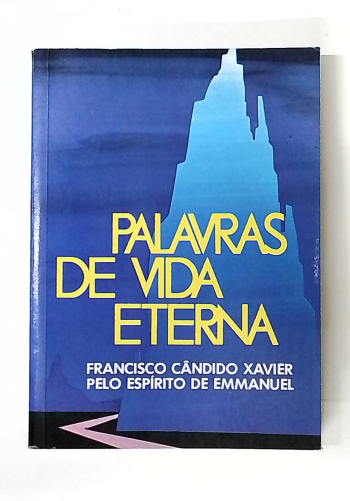 PALAVRAS
DE VIDA
ETERNA
FRANCISCO CÂNDIDO XAVIER
PELO ESPÍRITO DE EMMANUEL